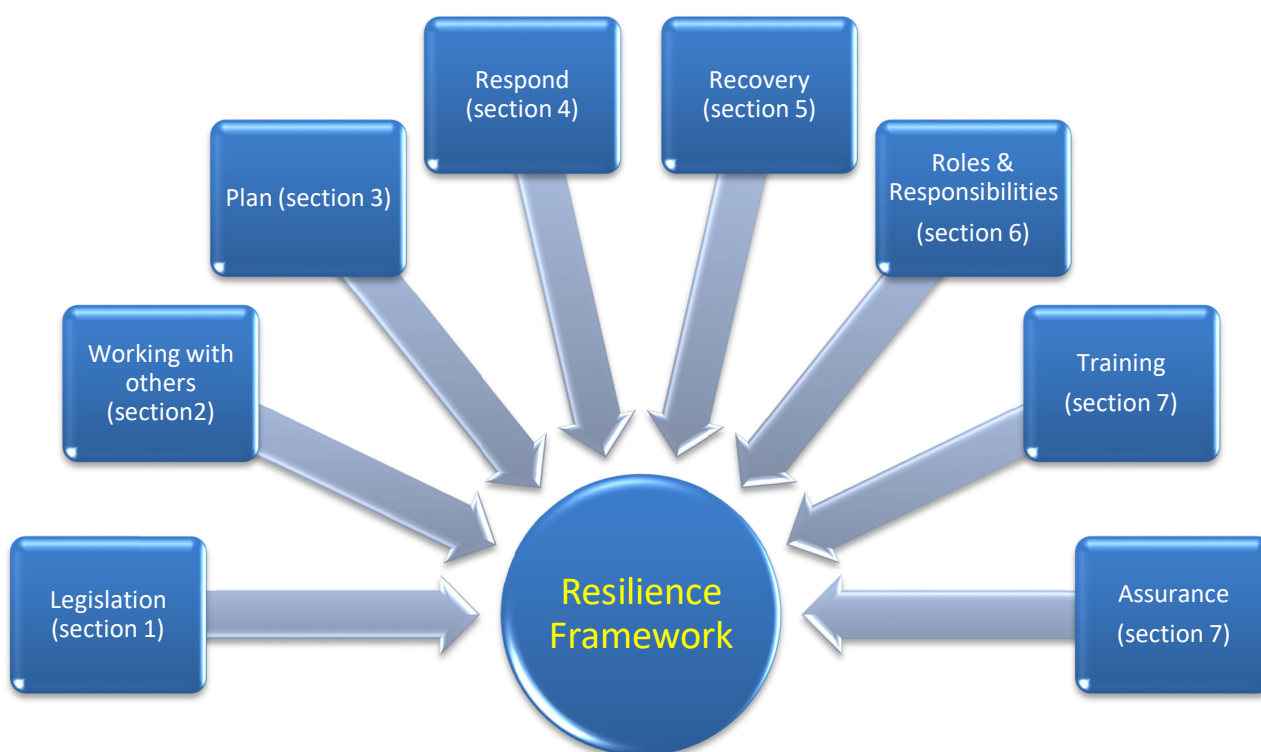 Legislation
(section 1)
Working with
others
(section2)
Plan (section 3)
Respond
(section 4)
Recovery
(section 5)
Roles &
Responsibilities
(section 6)
Training
(section 7)
Assurance
(section 7)
Resilience
Framework